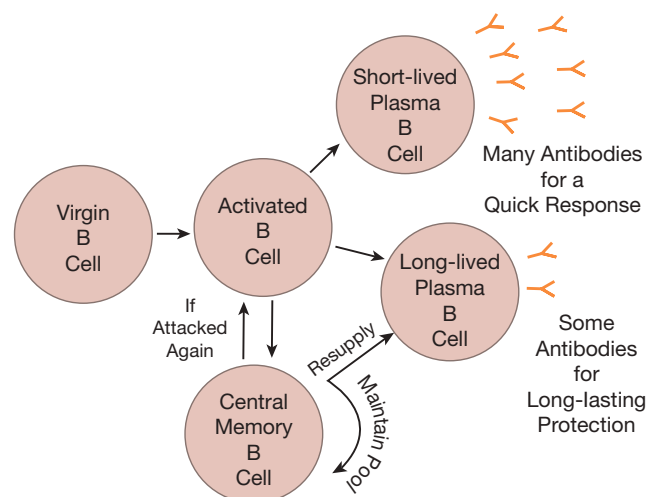 Short-lived
Plasma
B
Cell
Many Antibodies
for a
Quick Response
Virgin
B
Cell
Activated
B
Cell
Long-lived
Plasma
B
Cell
Some
Antibodies
for
Long-lasting
Protection
If
Attacked
Again
Resupply
Maintain Pool
Central
Memory
B
Cell